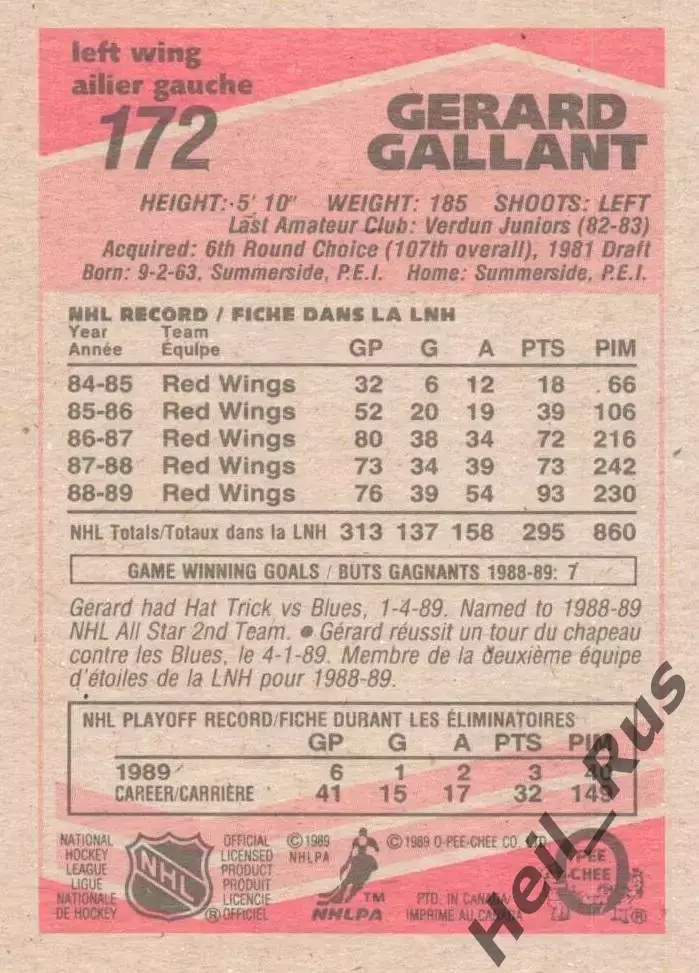 left wing
ailier gauche
172
GERARD
GALLANT
HEIGHT: 5' 10" WEIGHT: 185 SHOOTS: LEFT
Last Amateur Club: Verdun Juniors (82-83)
Acquired: 6th Round Choice (107th overall), 1981 Draft
Born: 9-2-63, Summerside, P.E.I. Home: Summerside, P.E.I.
NHL RECORD / FICHE DANS LA LNH
Year Team
Année Équipe GP G A PTS PIM
84-85 Red Wings 32 6 12 18 66
85-86 Red Wings 52 20 19 39 106
86-87 Red Wings 80 38 34 72 216
87-88 Red Wings 73 34 39 73 242
88-89 Red Wings 76 39 54 93 230
NHL Totals/Totaux dans la LNH 313 137 158 295 860
GAME WINNING GOALS / BUTS GAGNANTS 1988-89: 7
Gerard had Hat Trick vs Blues, 1-4-89. Named to 1988-89
NHL All Star 2nd Team. ● Gérard réussit un tour du chapeau
contre les Blues, le 4-1-89. Membre de la deuxième équipe
d'étoiles de la LNH pour 1988-89.
NHL PLAYOFF RECORD/FICHE DURANT LES ÉLIMINATOIRES
GP G A PTS PIM
1989 6 1 2 3 40
CAREER/CARRIÈRE 41 15 17 32 149
NATIONAL
HOCKEY
LEAGUE
LIGUE
NATIONALE
DE HOCKEY
NHL
®
OFFICIAL
LICENSED
PRODUCT
PRODUIT
LICENCIE
OFFICIEL
© 1989
NHLPA
TM
NHLPA
© 1989 O-PEE-CHEE CO. LTD.
PTD. IN CANADA
IMPRIME AU CANADA
O
PEE
CHEE
®
Heil_Rus